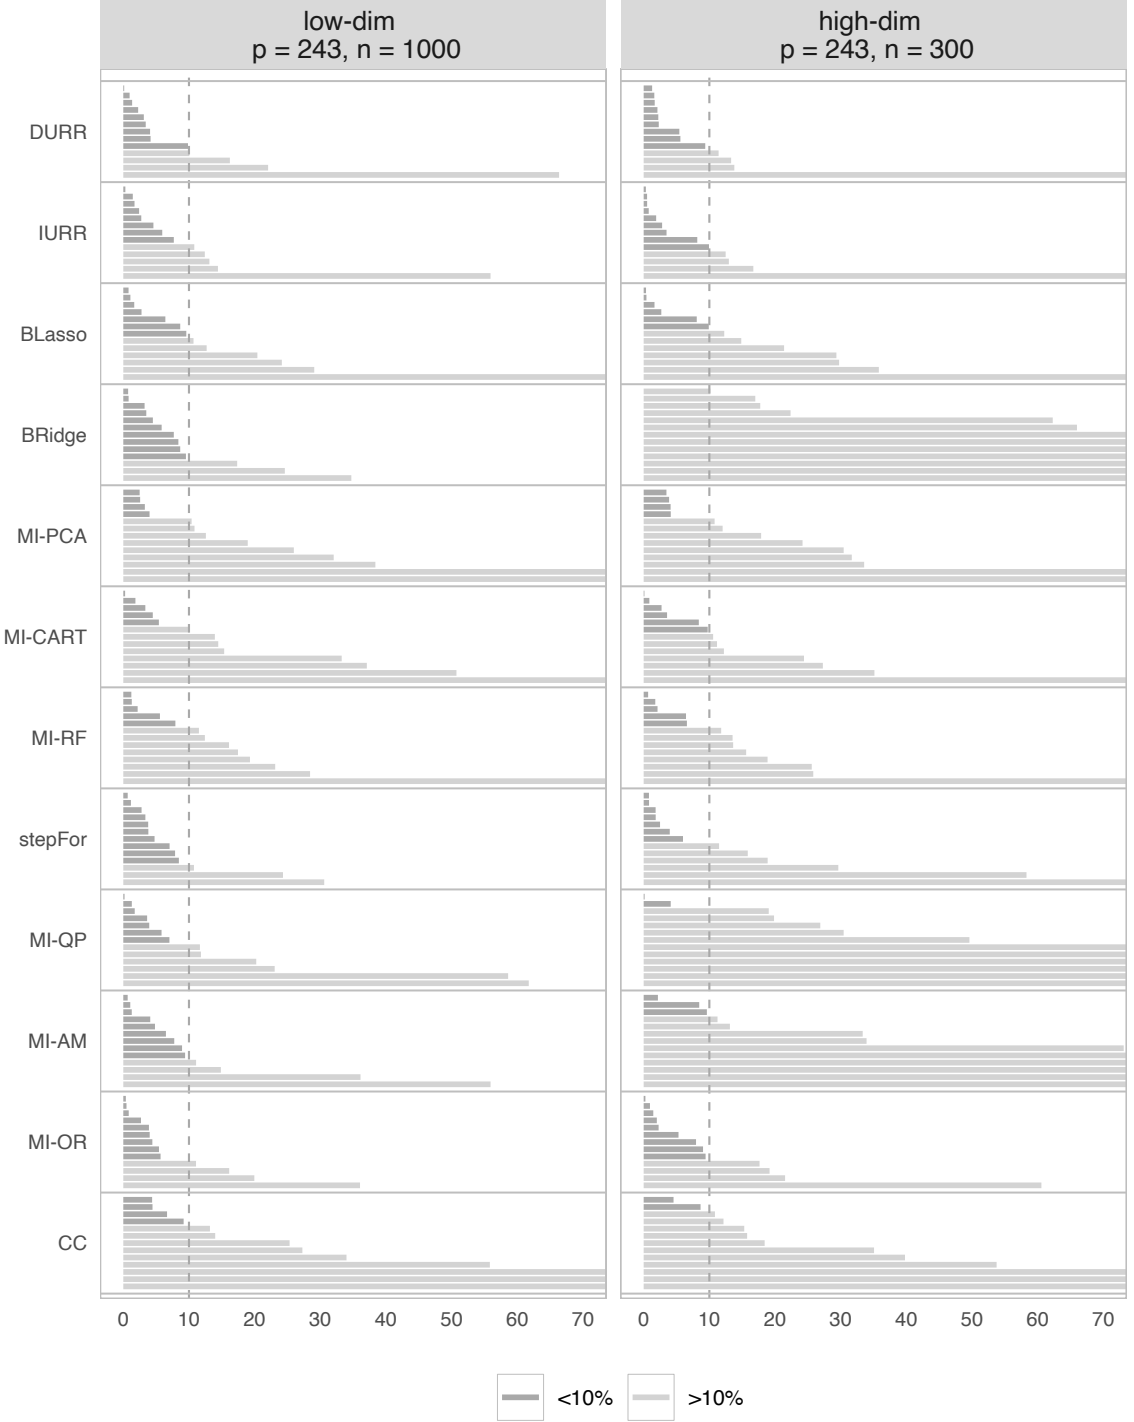 low-dim
p = 243, n = 1000
high-dim
p = 243, n = 300
DURR
IURR
BLasso
BRidge
MI-PCA
MI-CART
MI-RF
stepFor
MI-QP
MI-AM
MI-OR
CC
0 10 20 30 40 50 60 70
0 10 20 30 40 50 60 70
<10% >10%